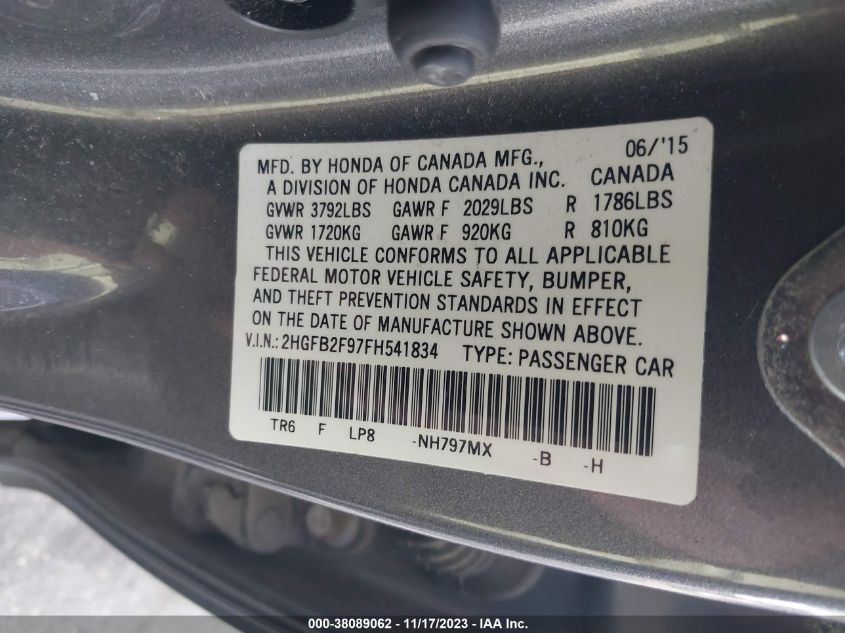 06/'15
MFD. BY HONDA OF CANADA MFG.,
A DIVISION OF HONDA CANADA INC. CANADA
GVWR 3792LBS GAWR F 2029LBS R 1786LBS
GVWR 1720KG GAWR F 920KG R 810KG
THIS VEHICLE CONFORMS TO ALL APPLICABLE
FEDERAL MOTOR VEHICLE SAFETY, BUMPER,
AND THEFT PREVENTION STANDARDS IN EFFECT
ON THE DATE OF MANUFACTURE SHOWN ABOVE.
V.I.N.: 2HGFB2F97FH541834 TYPE: PASSENGER CAR
TR6 F LP8 -NH797MX -B -H
000-38089062 - 11/17/2023 - IAA Inc.